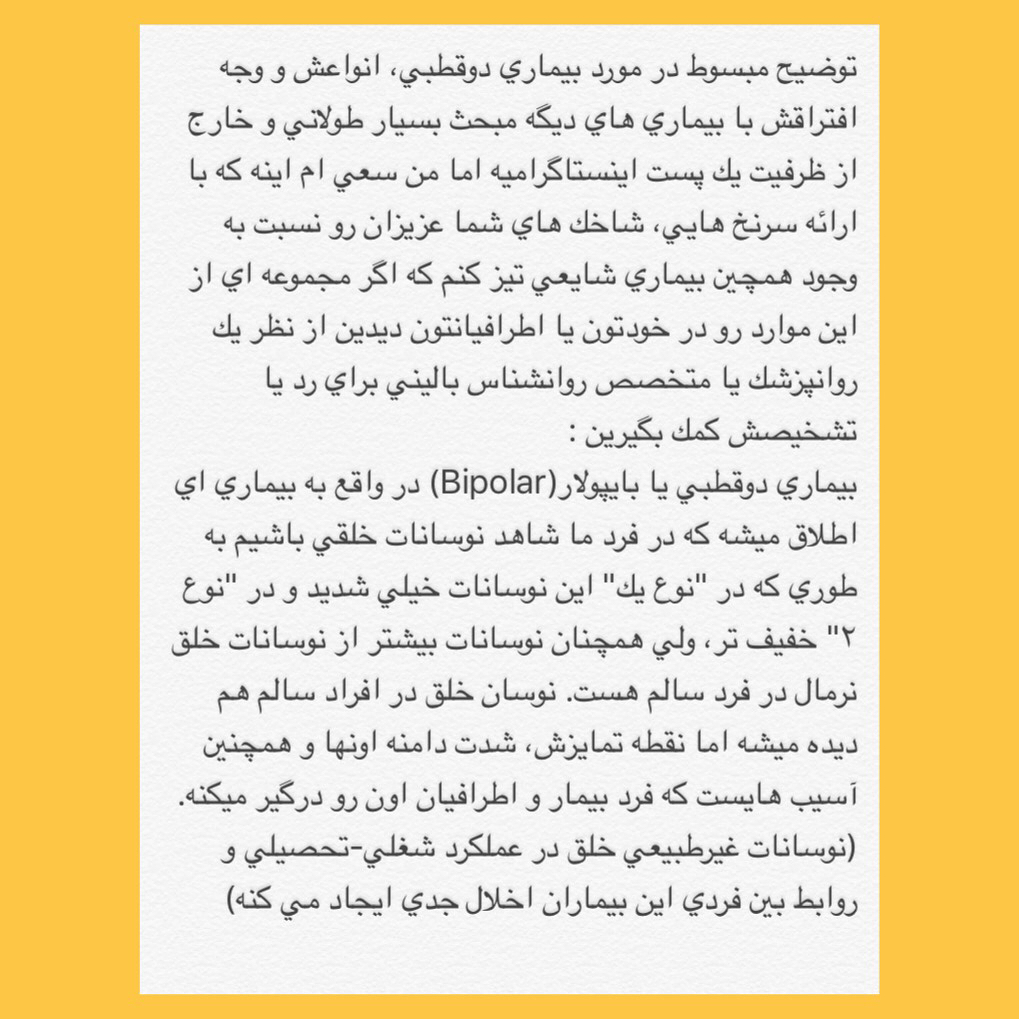 توضيح مبسوط در مورد بيماري دوقطبي، انواعش و وجه
افتراقش با بيماري هاي ديگه مبحث بسيار طولاني و خارج
از ظرفيت يك پست اينستاگراميه اما من سعي ام اينه كه با
ارائه سرنخ هايي، شاخك هاي شما عزيزان رو نسبت به
وجود همچين بيماري شايعي تيز كنم كه اگر مجموعه اي از
اين موارد رو در خودتون يا اطرافيانتون ديدين از نظر يك
روانپزشك يا متخصص روانشناس باليني براي رد يا
تشخيصش كمك بگيرين :
بيماري دوقطبي يا بايپولار(Bipolar) در واقع به بيماري اي
اطلاق ميشه كه در فرد ما شاهد نوسانات خلقي باشيم به
طوري كه در "نوع يك" اين نوسانات خيلي شديد و در "نوع
٢" خفيف تر، ولي همچنان نوسانات بيشتر از نوسانات خلق
نرمال در فرد سالم هست. نوسان خلق در افراد سالم هم
ديده ميشه اما نقطه تمايزش، شدت دامنه اونها و همچنين
آسيب هايست كه فرد بيمار و اطرافيان اون رو درگير ميكنه.
(نوسانات غيرطبيعي خلق در عملكرد شغلي-تحصيلي و
روابط بين فردي اين بيماران اخلال جدي ايجاد مي كنه)